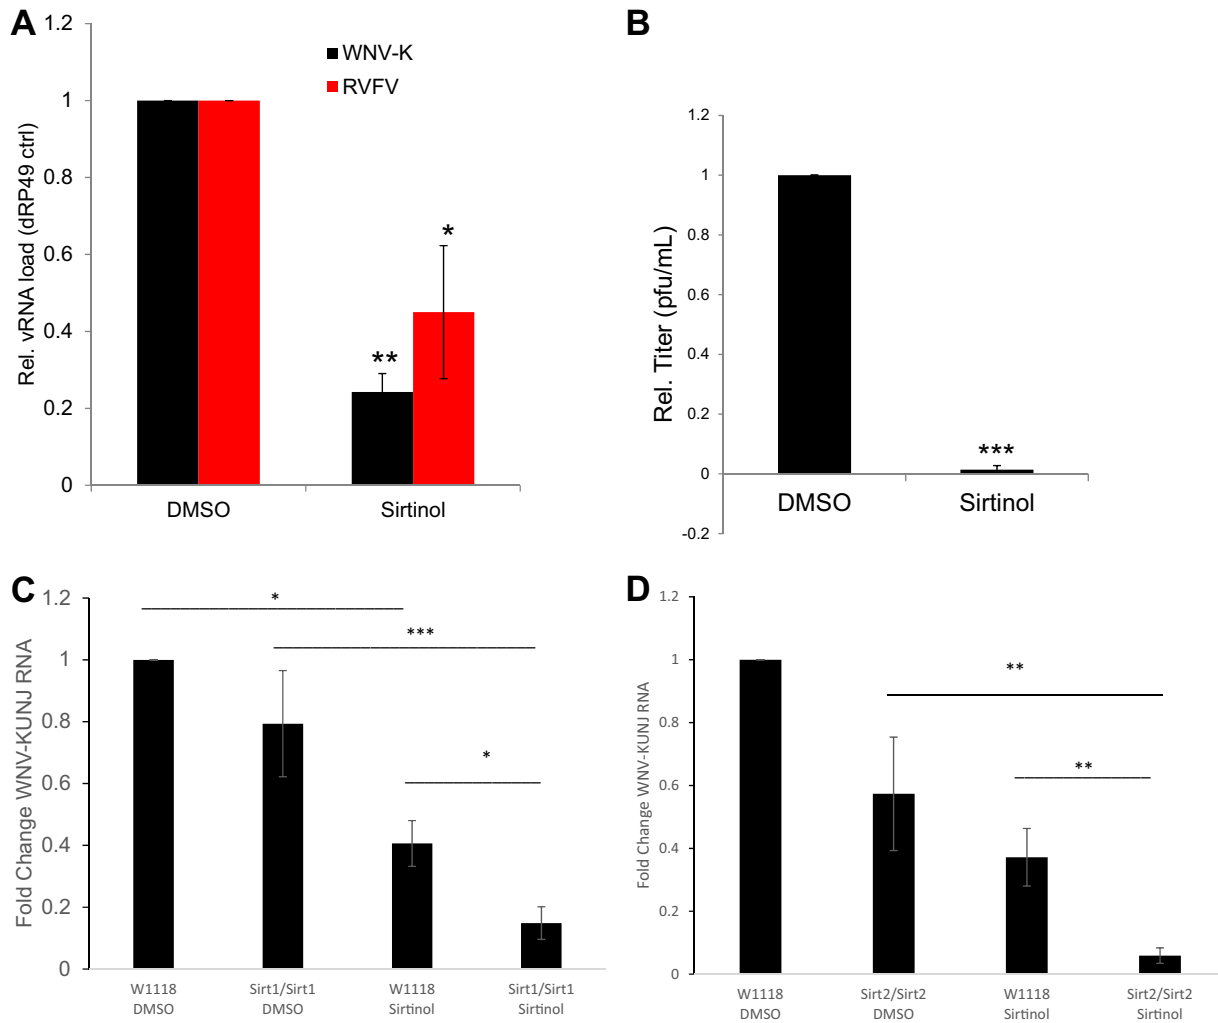 A
1.2
1
0.8
0.6
0.4
0.2
0
Rel. vRNA load (dRP49 ctrl)
WNV-K
RVFV
**
*
DMSO
Sirtinol
B
1.2
1
0.8
0.6
0.4
0.2
0
-0.2
Rel. Titer (pfu/mL)
***
DMSO
Sirtinol
C
1.2
1
0.8
0.6
0.4
0.2
0
Fold Change WNV-KUNJ RNA
*
***
*
W1118
DMSO
Sirt1/Sirt1
DMSO
W1118
Sirtinol
Sirt1/Sirt1
Sirtinol
D
1.2
1
0.8
0.6
0.4
0.2
0
Fold Change WNV-KUNJ RNA
**
**
W1118
DMSO
Sirt2/Sirt2
DMSO
W1118
Sirtinol
Sirt2/Sirt2
Sirtinol